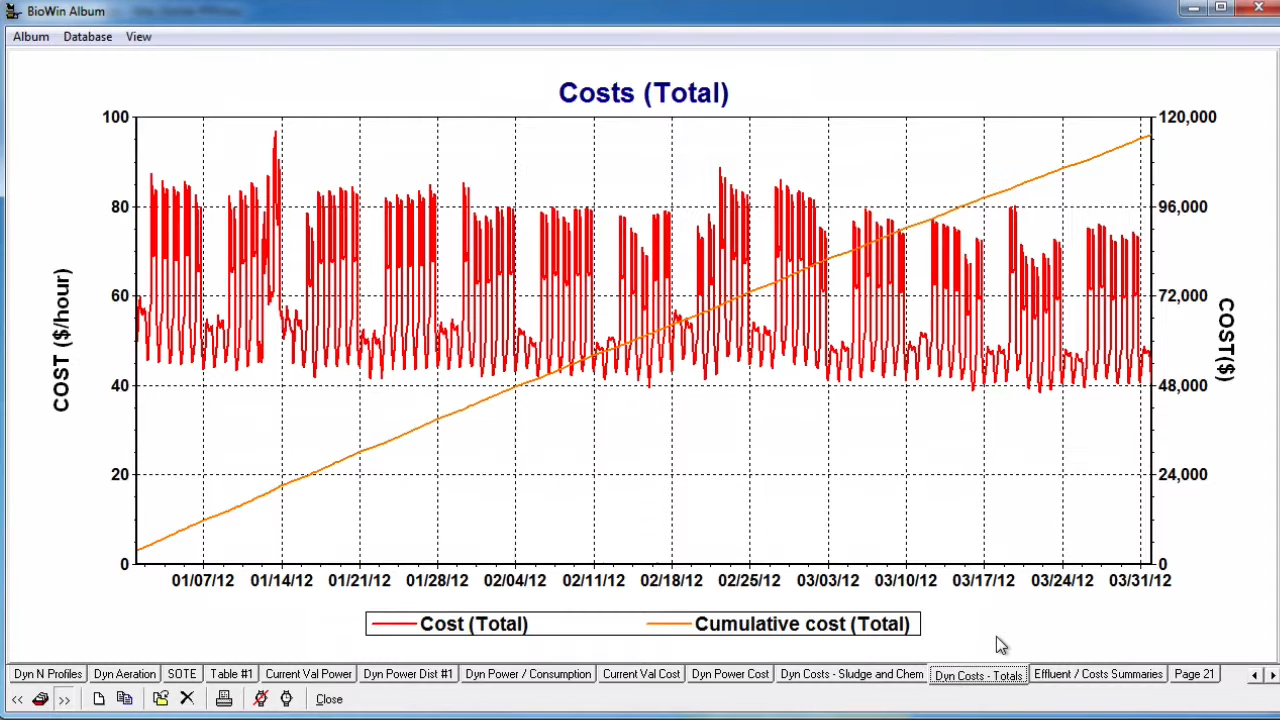 BioWin Album
Album Database View
Costs (Total)
100 120,000
80 96,000
60 72,000
40 48,000
20 24,000
0 0
COST ($/hour)
COST($)
01/07/12 01/14/12 01/21/12 01/28/12 02/04/12 02/11/12 02/18/12 02/25/12 03/03/12 03/10/12 03/17/12 03/24/12 03/31/12
Cost (Total) Cumulative cost (Total)
Dyn N Profiles Dyn Aeration SOTE Table #1 Current Val Power Dyn Power Dist #1 Dyn Power / Consumption Current Val Cost Dyn Power Cost Dyn Costs - Sludge and Chem Dyn Costs - Totals Effluent / Costs Summaries Page 21
<< >> Close